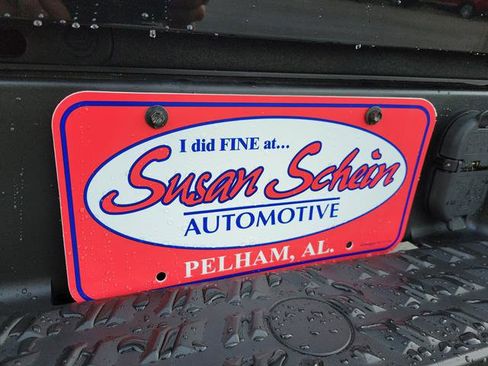 I did FINE at...
Susan Schein
AUTOMOTIVE
PELHAM, AL.